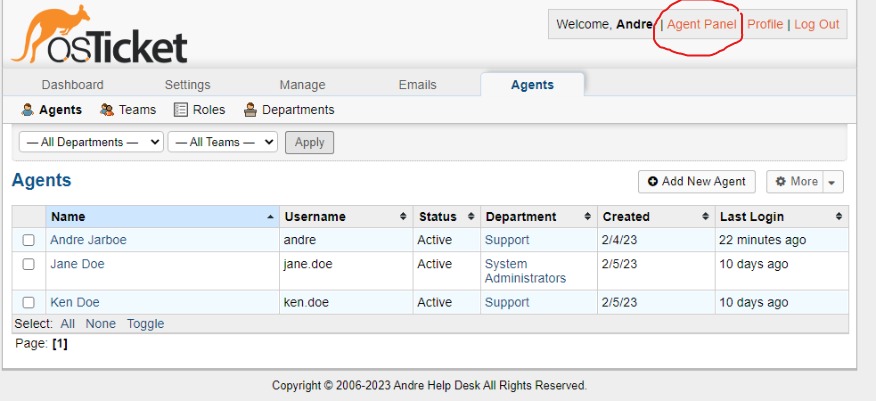 osTicket
Welcome, Andre. | Agent Panel | Profile | Log Out
Dashboard Settings Manage Emails Agents
Agents Teams Roles Departments
— All Departments — — All Teams — Apply
Agents
Add New Agent More
Name Username Status Department Created Last Login
Andre Jarboe andre Active Support 2/4/23 22 minutes ago
Jane Doe jane.doe Active System 2/5/23 10 days ago
Administrators
Ken Doe ken.doe Active Support 2/5/23 10 days ago
Select: All None Toggle
Page: [1]
Copyright © 2006-2023 Andre Help Desk All Rights Reserved.